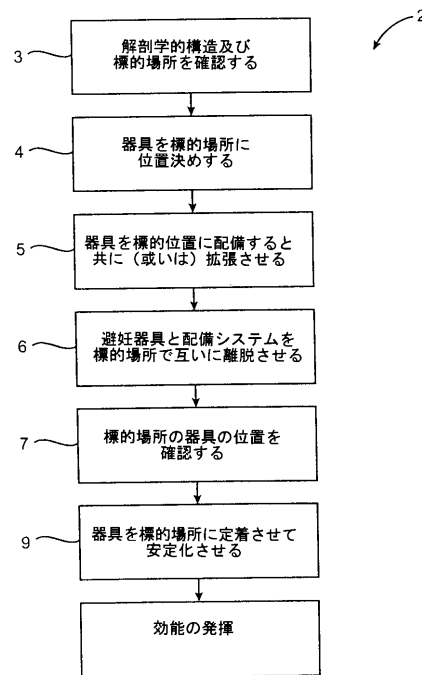 2
3
解剖学的構造及び
標的場所を確認する
4
器具を標的場所に
位置決めする
5
器具を標的位置に配備すると
共に(或いは)拡張させる
6
避妊器具と配備システムを
標的場所で互いに離脱させる
7
標的場所の器具の位置を
確認する
9
器具を標的場所に定着させて
安定化させる
効能の発揮